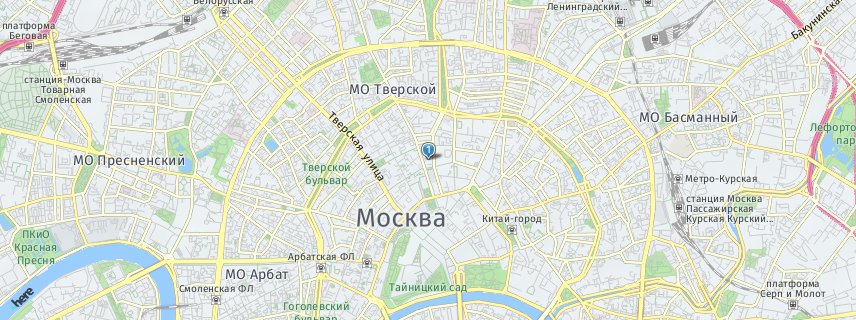 Белорусская
Ленинградский
Бакунинская
платформа
Беговая
станция-Москва
Товарная
Смоленская
МО Тверской
МО Басманный
Тверская улица
Лефортово
парк
МО Пресненский
Тверской
бульвар
1
Метро-Курская
станция Москва
Пассажирская
Курская Курский...
Москва
Китай-город
ПКиО
Красная
Пресня
Арбатская ФЛ
МО Арбат
Смоленская ФЛ
Тайницкий сад
платформа
Серп и Молот
Гоголевский
бульвар
here